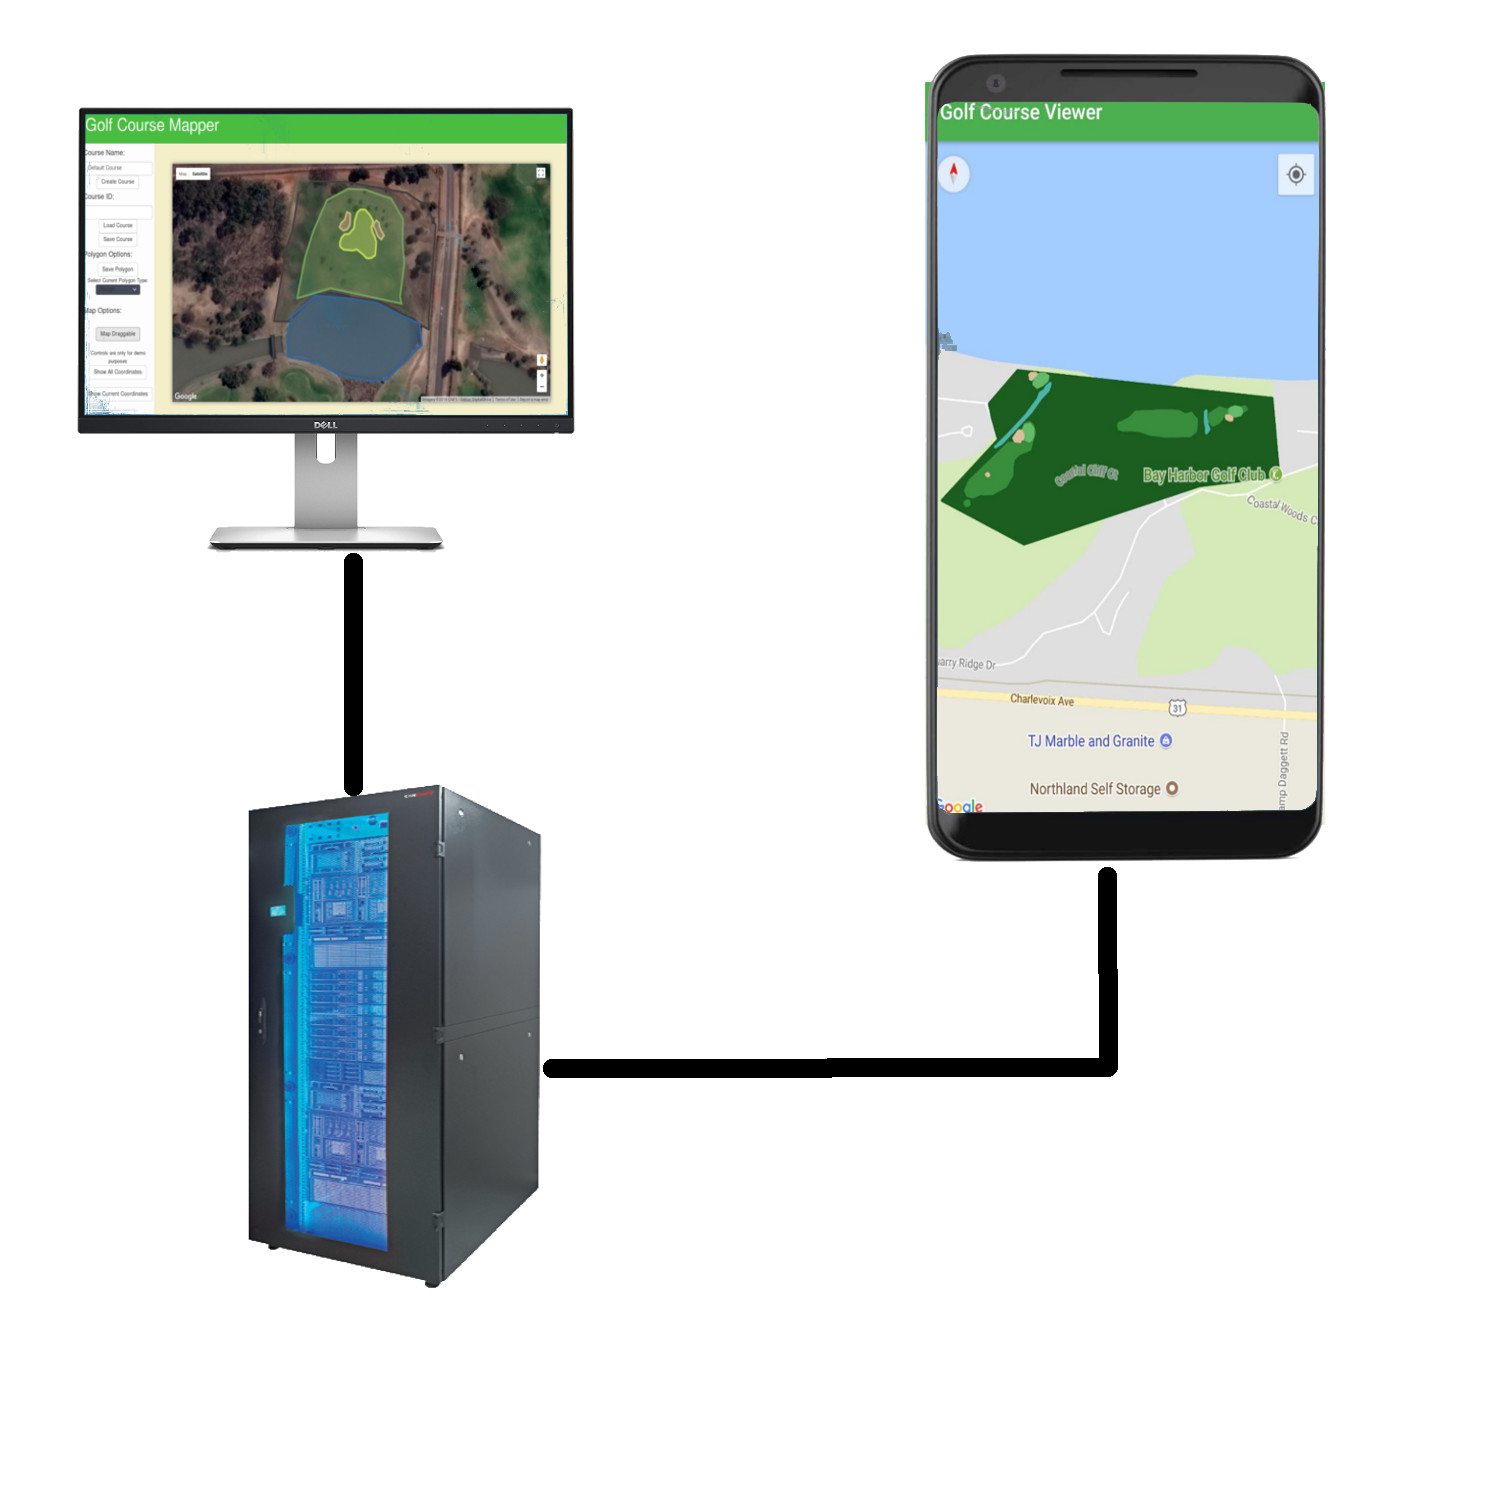 Golf Course Mapper
Course Name:
Default Course
Create Course
Course ID:
Load Course
Save Course
Polygon Options:
Save Polygon
Select Current Polygon Type:
Map Options:
Map Draggable
Controls are only for demo
purposes
Show All Coordinates
Show Current Coordinates
Map
Satellite
Google
DELL
Golf Course Viewer
Coastal Cliff Ct
Bay Harbor Golf Club
Coastal Woods C
arry Ridge Dr
Charlevoix Ave
31
TJ Marble and Granite
amp Daggett Rd
Northland Self Storage
Google